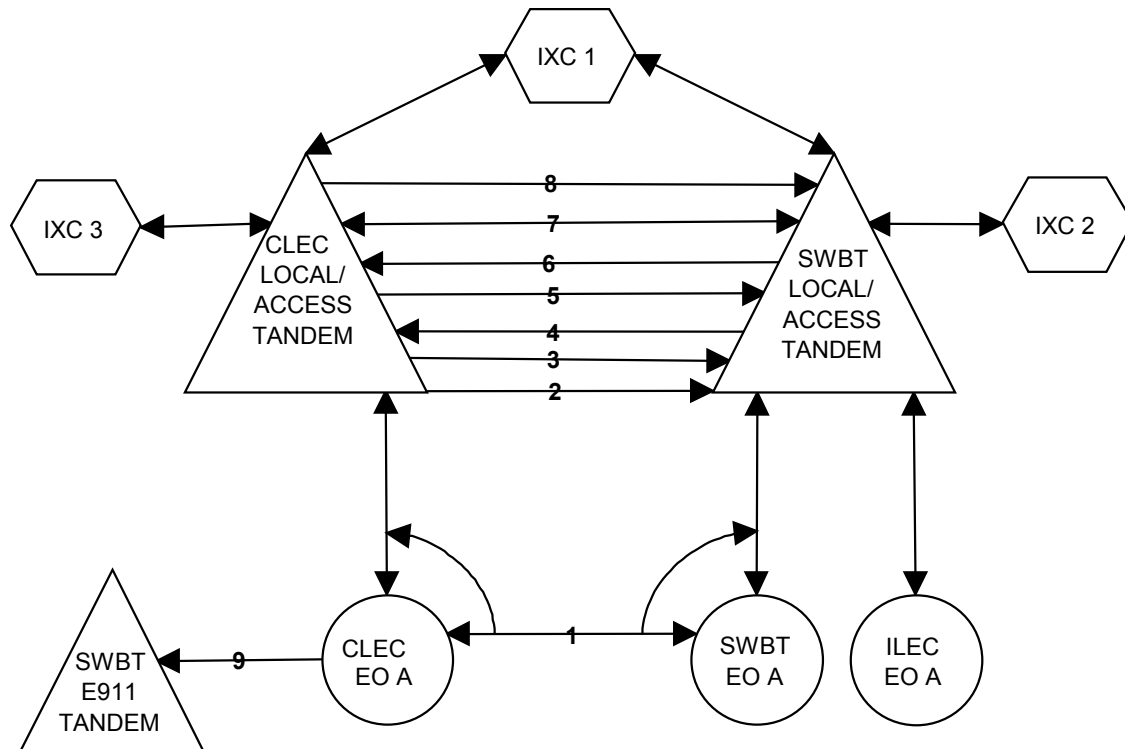 IXC 1
8
IXC 3
7
IXC 2
CLEC
LOCAL/
ACCESS
TANDEM
SWBT
LOCAL/
ACCESS
TANDEM
6
5
4
3
2
1
CLEC
EO A
SWBT
EO A
ILEC
EO A
9
SWBT
E911
TANDEM